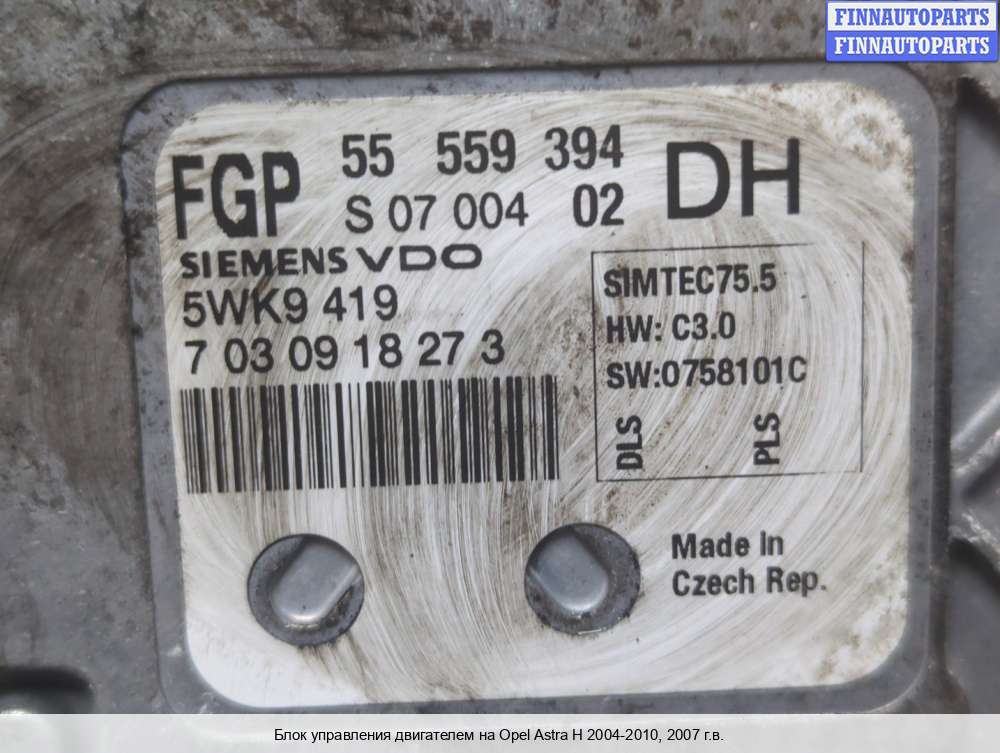 FINNAUTOPARTS
FINNAUTOPARTS
FGP 55 559 394 DH
S 07 004 02
SIEMENS VDO
5WK9 419
7 03 09 18 27 3
SIMTEC75.5
HW: C3.0
SW:0758101C
DLS PLS
Made in
Czech Rep.
Блок управления двигателем на Opel Astra H 2004-2010, 2007 г.в.